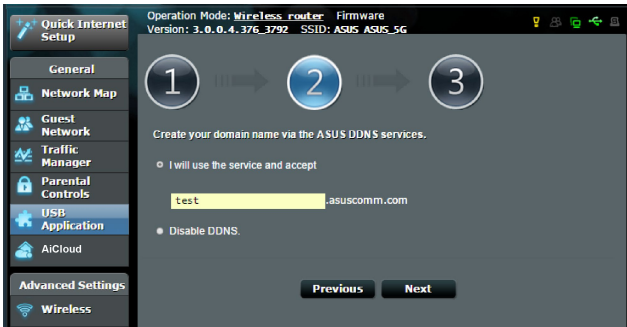 Quick Internet
Setup
Operation Mode: Wireless router Firmware
Version: 3.0.0.4.376_3792 SSID: ASUS ASUS_5G
General
Network Map
Guest
Network
Traffic
Manager
Parental
Controls
USB
Application
AiCloud
Advanced Settings
Wireless
1
2
3
Create your domain name via the ASUS DDNS services.
I will use the service and accept
test .asuscomm.com
Disable DDNS.
Previous Next